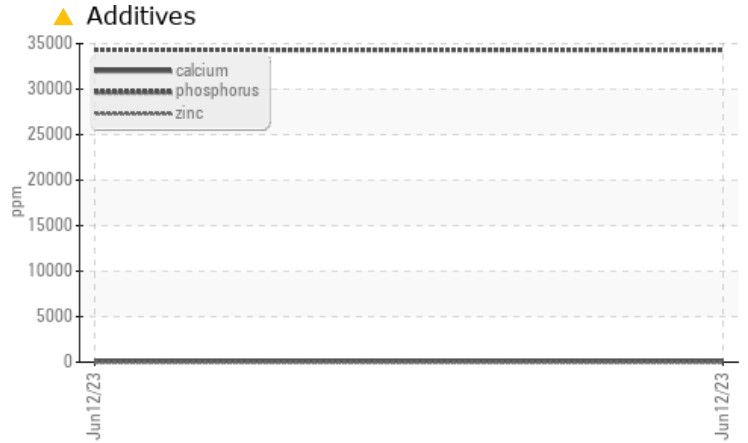 Additives
35000
30000
25000
20000
15000
10000
5000
0
ppm
calcium
phosphorus
zinc
Jun12/23
Jun12/23